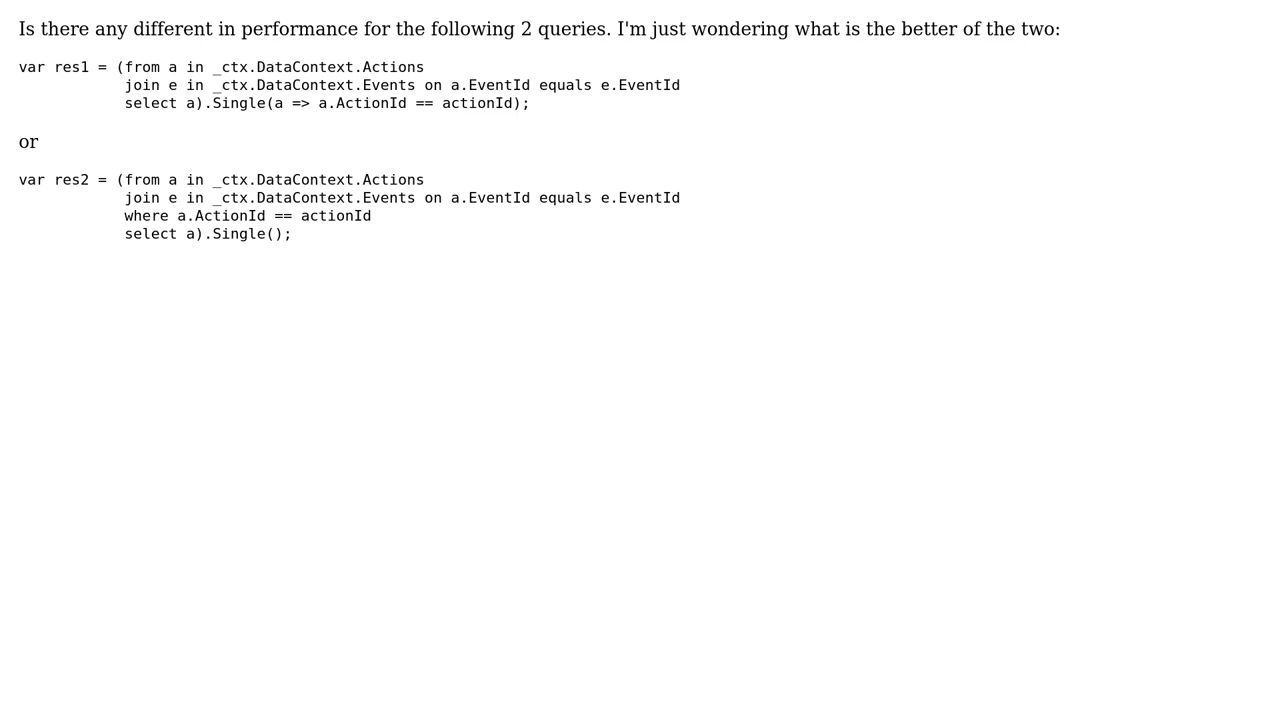 Is there any different in performance for the following 2 queries. I'm just wondering what is the better of the two:
var res1 = (from a in _ctx.DataContext.Actions
            join e in _ctx.DataContext.Events on a.EventId equals e.EventId
            select a).Single(a => a.ActionId == actionId);
or
var res2 = (from a in _ctx.DataContext.Actions
            join e in _ctx.DataContext.Events on a.EventId equals e.EventId
            where a.ActionId == actionId
            select a).Single();